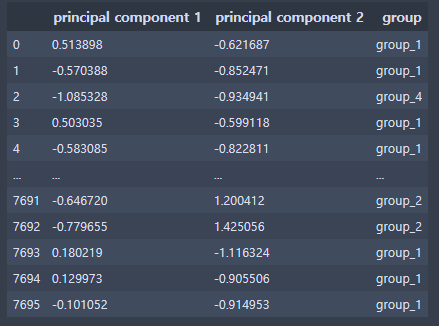 principal component 1 principal component 2 group
0 0.513898 -0.621687 group_1
1 -0.570388 -0.852471 group_1
2 -1.085328 -0.934941 group_4
3 0.503035 -0.599118 group_1
4 -0.583085 -0.822811 group_1
... ... ... ...
7691 -0.646720 1.200412 group_2
7692 -0.779655 1.425056 group_2
7693 0.180219 -1.116324 group_1
7694 0.129973 -0.905506 group_1
7695 -0.101052 -0.914953 group_1